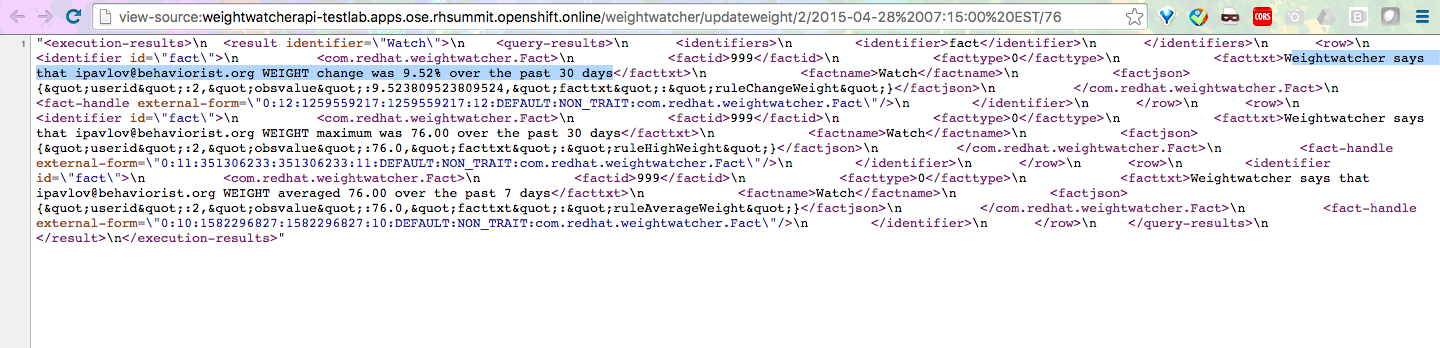 view-source:weightwatcherapi-testlab.apps.ose.rhsummit.openshift.online/weightwatcher/updateweight/2/2015-04-28%2007:15:00%20EST/76
CORS
1 "<execution-results>\n <result identifier=\"Watch\">\n <query-results>\n <identifiers>\n <identifier>fact</identifier>\n </identifiers>\n <row>\n
<identifier id=\"fact\">\n <com.redhat.weightwatcher.Fact>\n <factid>999</factid>\n <facttype>0</facttype>\n <facttxt>Weightwatcher says
that ipavlov@behaviorist.org WEIGHT change was 9.52% over the past 30 days</facttxt>\n <factname>Watch</factname>\n <factjson>
{&quot;userid&quot;:2,&quot;obsvalue&quot;:9.523809523809524,&quot;facttxt&quot;:&quot;ruleChangeWeight&quot;}</factjson>\n </com.redhat.weightwatcher.Fact>\n
<fact-handle external-form=\"0:12:1259559217:1259559217:12:DEFAULT:NON_TRAIT:com.redhat.weightwatcher.Fact\"/>\n </identifier>\n </row>\n <row>\n
<identifier id=\"fact\">\n <com.redhat.weightwatcher.Fact>\n <factid>999</factid>\n <facttype>0</facttype>\n <facttxt>Weightwatcher says
that ipavlov@behaviorist.org WEIGHT maximum was 76.00 over the past 30 days</facttxt>\n <factname>Watch</factname>\n <factjson>
{&quot;userid&quot;:2,&quot;obsvalue&quot;:76.0,&quot;facttxt&quot;:&quot;ruleHighWeight&quot;}</factjson>\n </com.redhat.weightwatcher.Fact>\n <fact-handle
external-form=\"0:11:351306233:351306233:11:DEFAULT:NON_TRAIT:com.redhat.weightwatcher.Fact\"/>\n </identifier>\n </row>\n <row>\n <identifier
id=\"fact\">\n <com.redhat.weightwatcher.Fact>\n <factid>999</factid>\n <facttype>0</facttype>\n <facttxt>Weightwatcher says that
ipavlov@behaviorist.org WEIGHT averaged 76.00 over the past 7 days</facttxt>\n <factname>Watch</factname>\n <factjson>
{&quot;userid&quot;:2,&quot;obsvalue&quot;:76.0,&quot;facttxt&quot;:&quot;ruleAverageWeight&quot;}</factjson>\n </com.redhat.weightwatcher.Fact>\n <fact-handle
external-form=\"0:10:1582296827:1582296827:10:DEFAULT:NON_TRAIT:com.redhat.weightwatcher.Fact\"/>\n </identifier>\n </row>\n </query-results>\n
</result>\n</execution-results>"